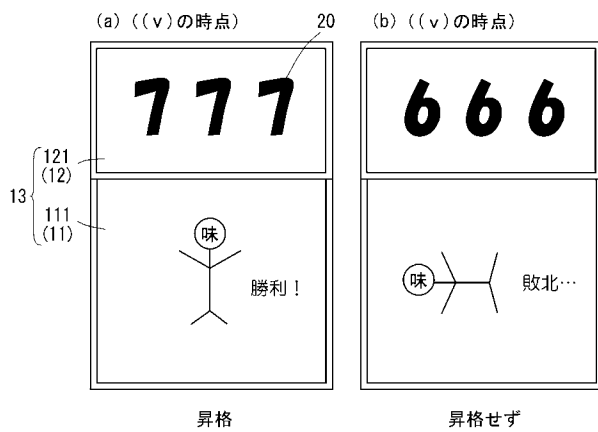 (a) ((v)の時点) 20
777
13
121
(12)
111
(11)
味
勝利!
昇格
(b) ((v)の時点)
666
味
敗北…
昇格せず